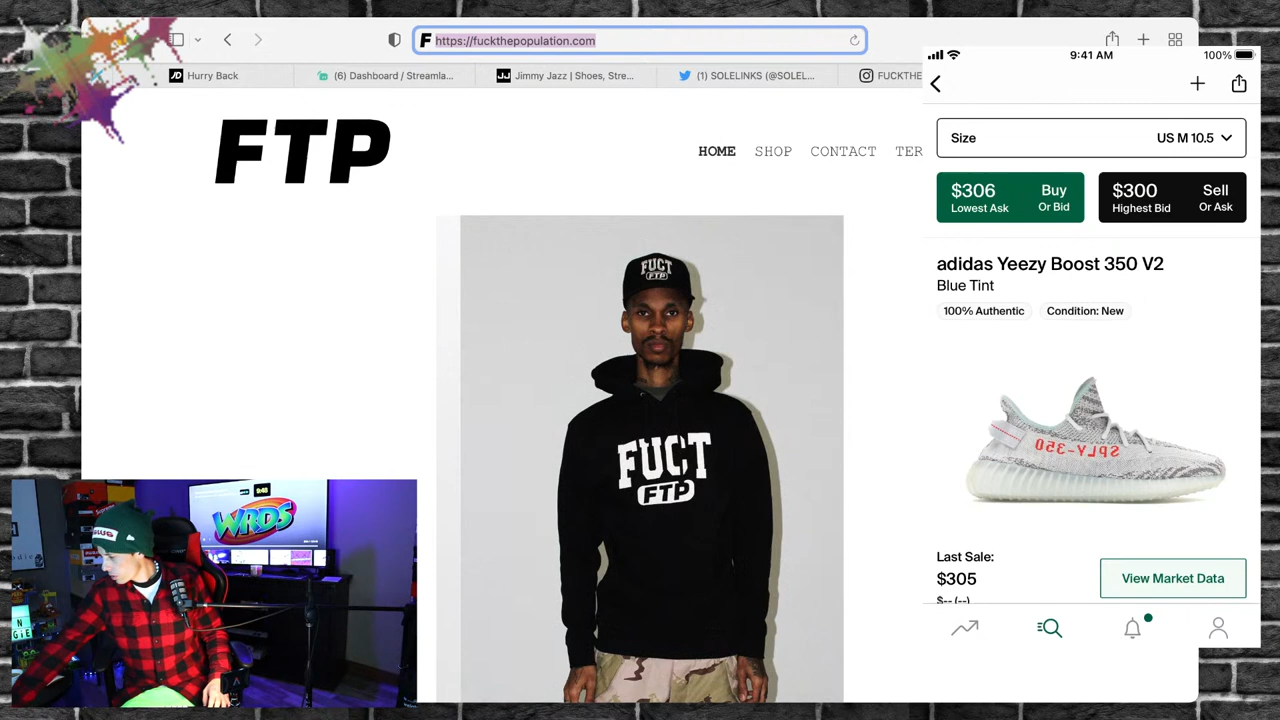 https://fuckthepopulation.com
Hurry Back
(6) Dashboard / Streamla...
Jimmy Jazz | Shoes, Stre...
(1) SOLELINKS (@SOLEL...
FUCKTHE
FTP
HOME SHOP CONTACT TER
FUCT
FTP
FUCT
FTP
WRDS
9:41 AM
100%
Size
US M 10.5
$306
Lowest Ask
Buy
Or Bid
$300
Highest Bid
Sell
Or Ask
adidas Yeezy Boost 350 V2
Blue Tint
100% Authentic
Condition: New
SPLY-350
Last Sale:
$305
$-- (--)
View Market Data